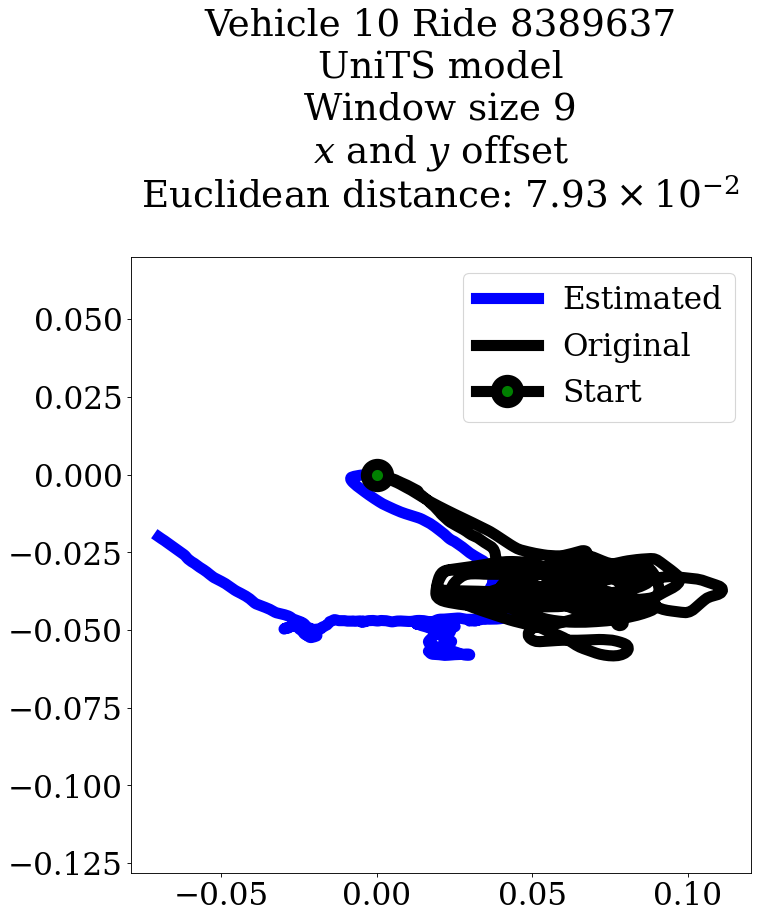 Vehicle 10 Ride 8389637
UniTS model
Window size 9
x and y offset
Euclidean distance: 7.93 × 10⁻²
Estimated
Original
Start
0.050
0.025
0.000
−0.025
−0.050
−0.075
−0.100
−0.125
−0.05 0.00 0.05 0.10